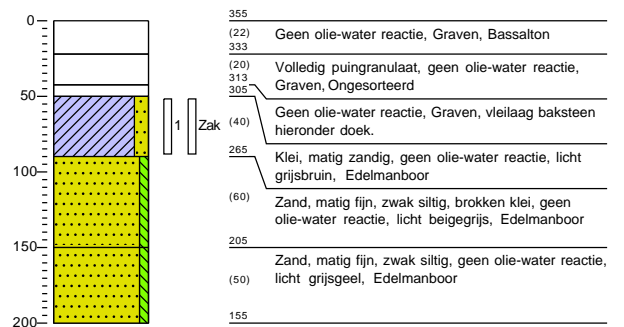 355
0
(22) Geen olie-water reactie, Graven, Bassalton
333
(20) Volledig puingranulaat, geen olie-water reactie,
313 Graven, Ongesorteerd
305
50
Geen olie-water reactie, Graven, vleilaag baksteen
(40) hieronder doek.
1 Zak
265
Klei, matig zandig, geen olie-water reactie, licht
grijsbruin, Edelmanboor
100
(60) Zand, matig fijn, zwak siltig, brokken klei, geen
olie-water reactie, licht beigegrijs, Edelmanboor
205
150
Zand, matig fijn, zwak siltig, geen olie-water reactie,
(50) licht grijsgeel, Edelmanboor
155
200